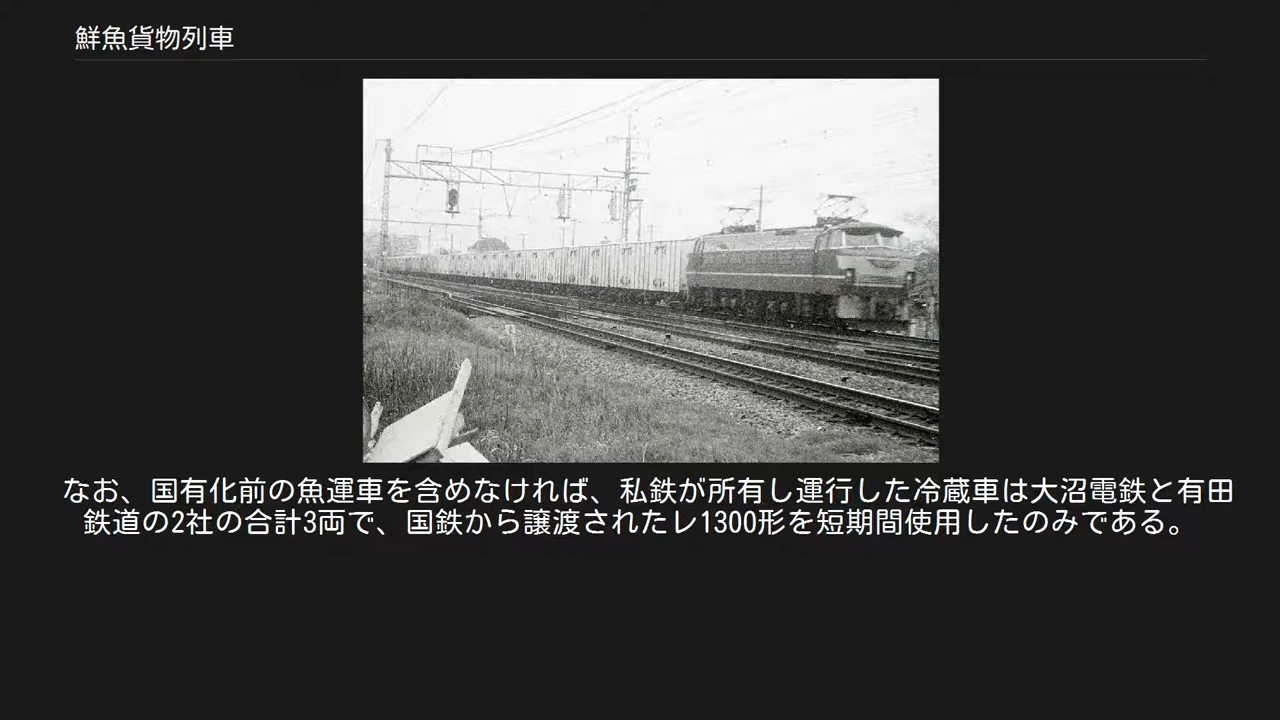 鮮魚貨物列車
なお、国有化前の魚運車を含めなければ、私鉄が所有し運行した冷蔵車は大沼電鉄と有田
鉄道の2社の合計3両で、国鉄から譲渡されたレ1300形を短期間使用したのみである。